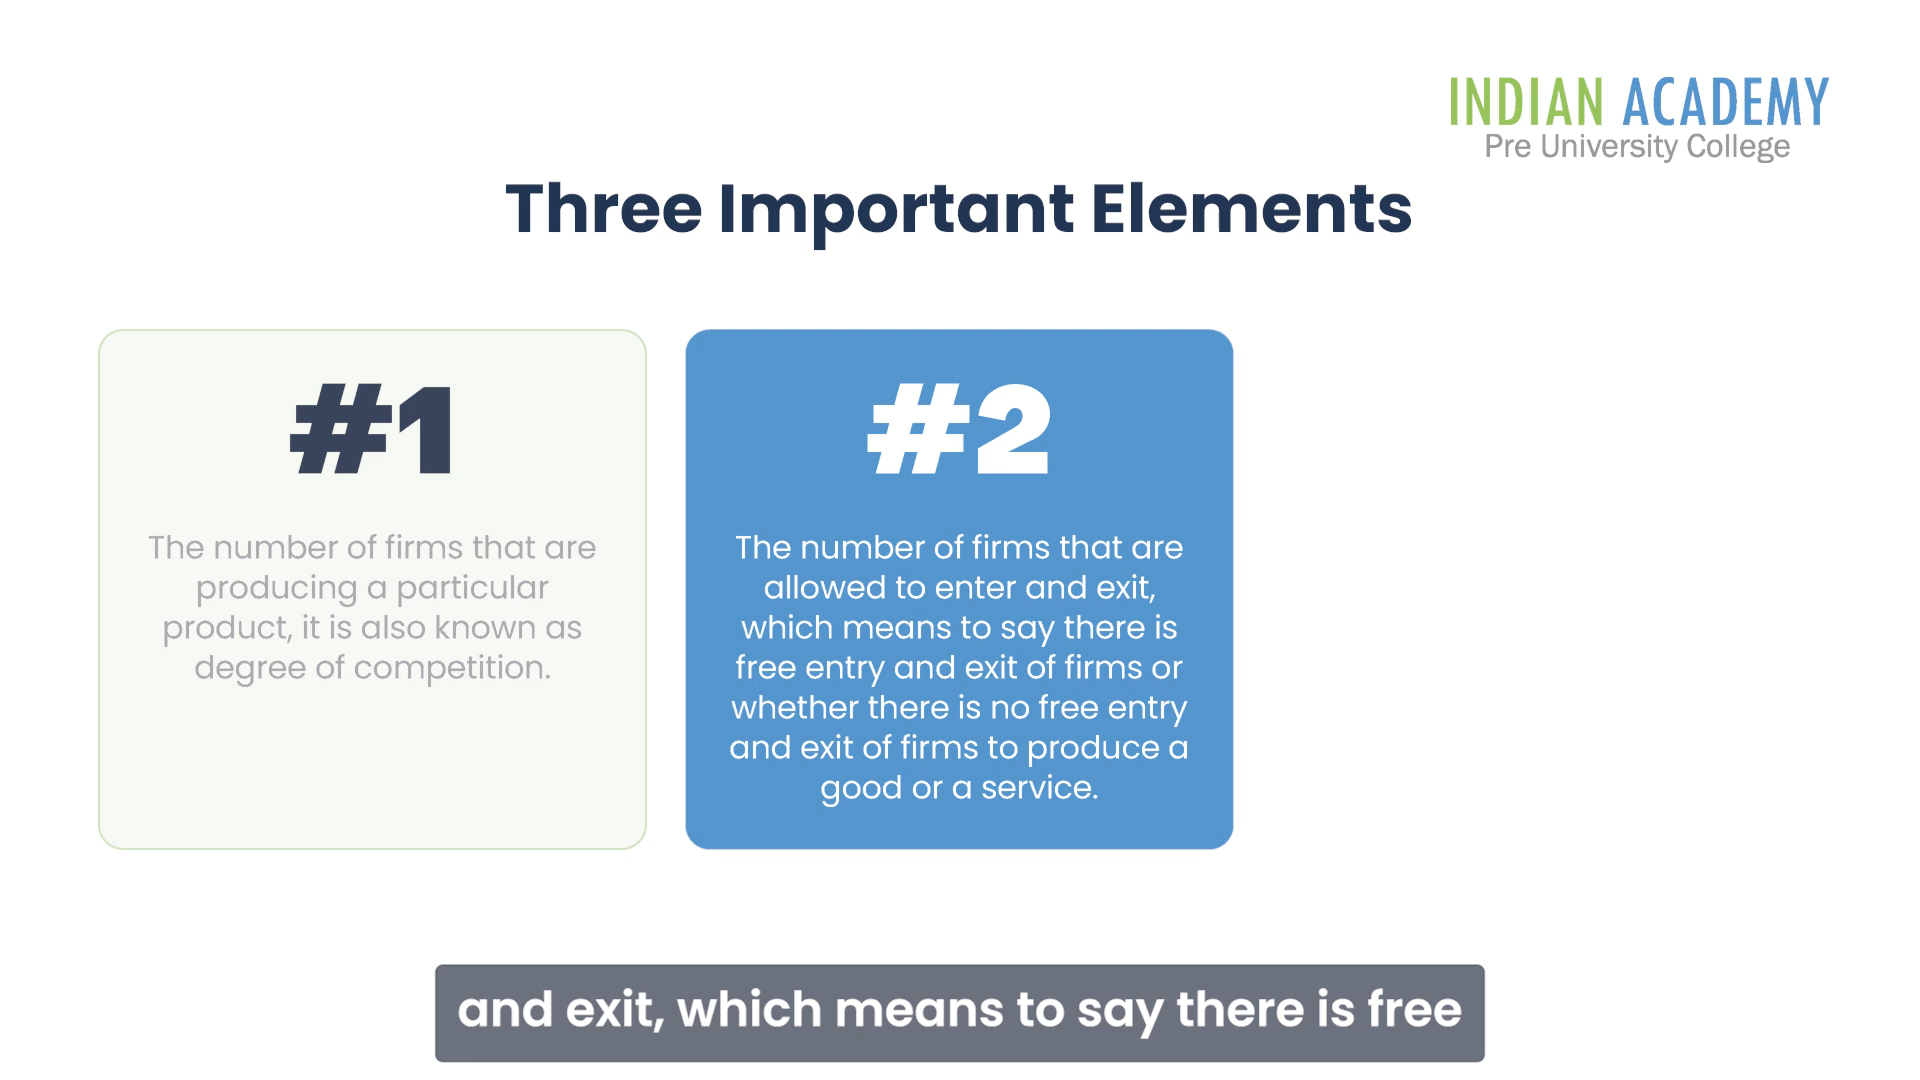 INDIAN ACADEMY
Pre University College
Three Important Elements
#1
The number of firms that are
producing a particular
product, it is also known as
degree of competition.
#2
The number of firms that are
allowed to enter and exit,
which means to say there is
free entry and exit of firms or
whether there is no free entry
and exit of firms to produce a
good or a service.
and exit, which means to say there is free